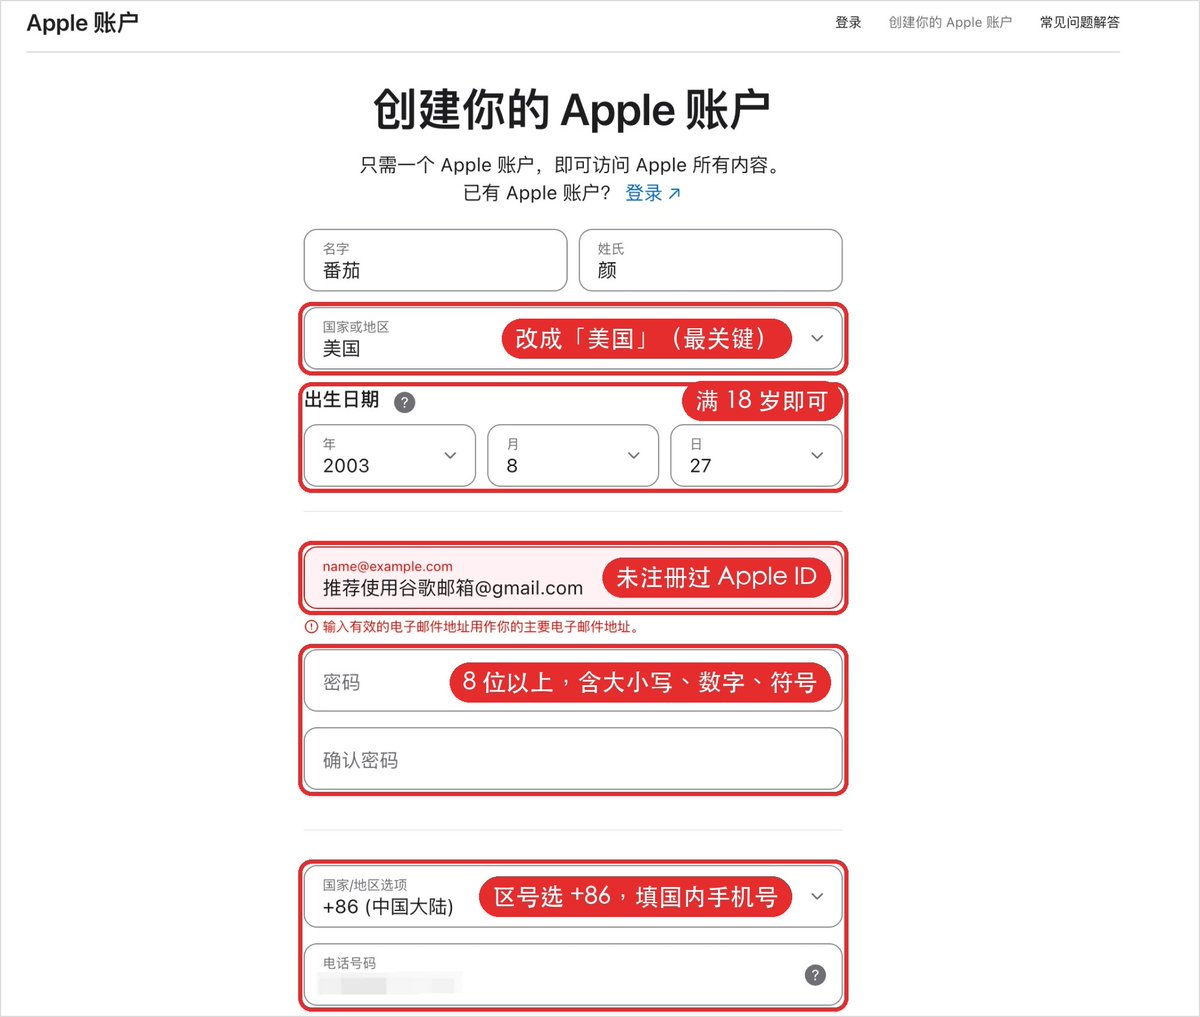 Apple 账户
登录 创建你的 Apple 账户 常见问题解答
创建你的 Apple 账户
只需一个 Apple 账户，即可访问 Apple 所有内容。
已有 Apple 账户？ 登录 ↗
名字
番茄
姓氏
颜
国家或地区
美国
改成「美国」（最关键）
出生日期 ?
满 18 岁即可
年
2003
月
8
日
27
name@example.com
推荐使用谷歌邮箱@gmail.com
未注册过 Apple ID
输入有效的电子邮件地址用作你的主要电子邮件地址。
密码
8 位以上，含大小写、数字、符号
确认密码
国家/地区选项
+86 (中国大陆)
区号选 +86，填国内手机号
电话号码
?